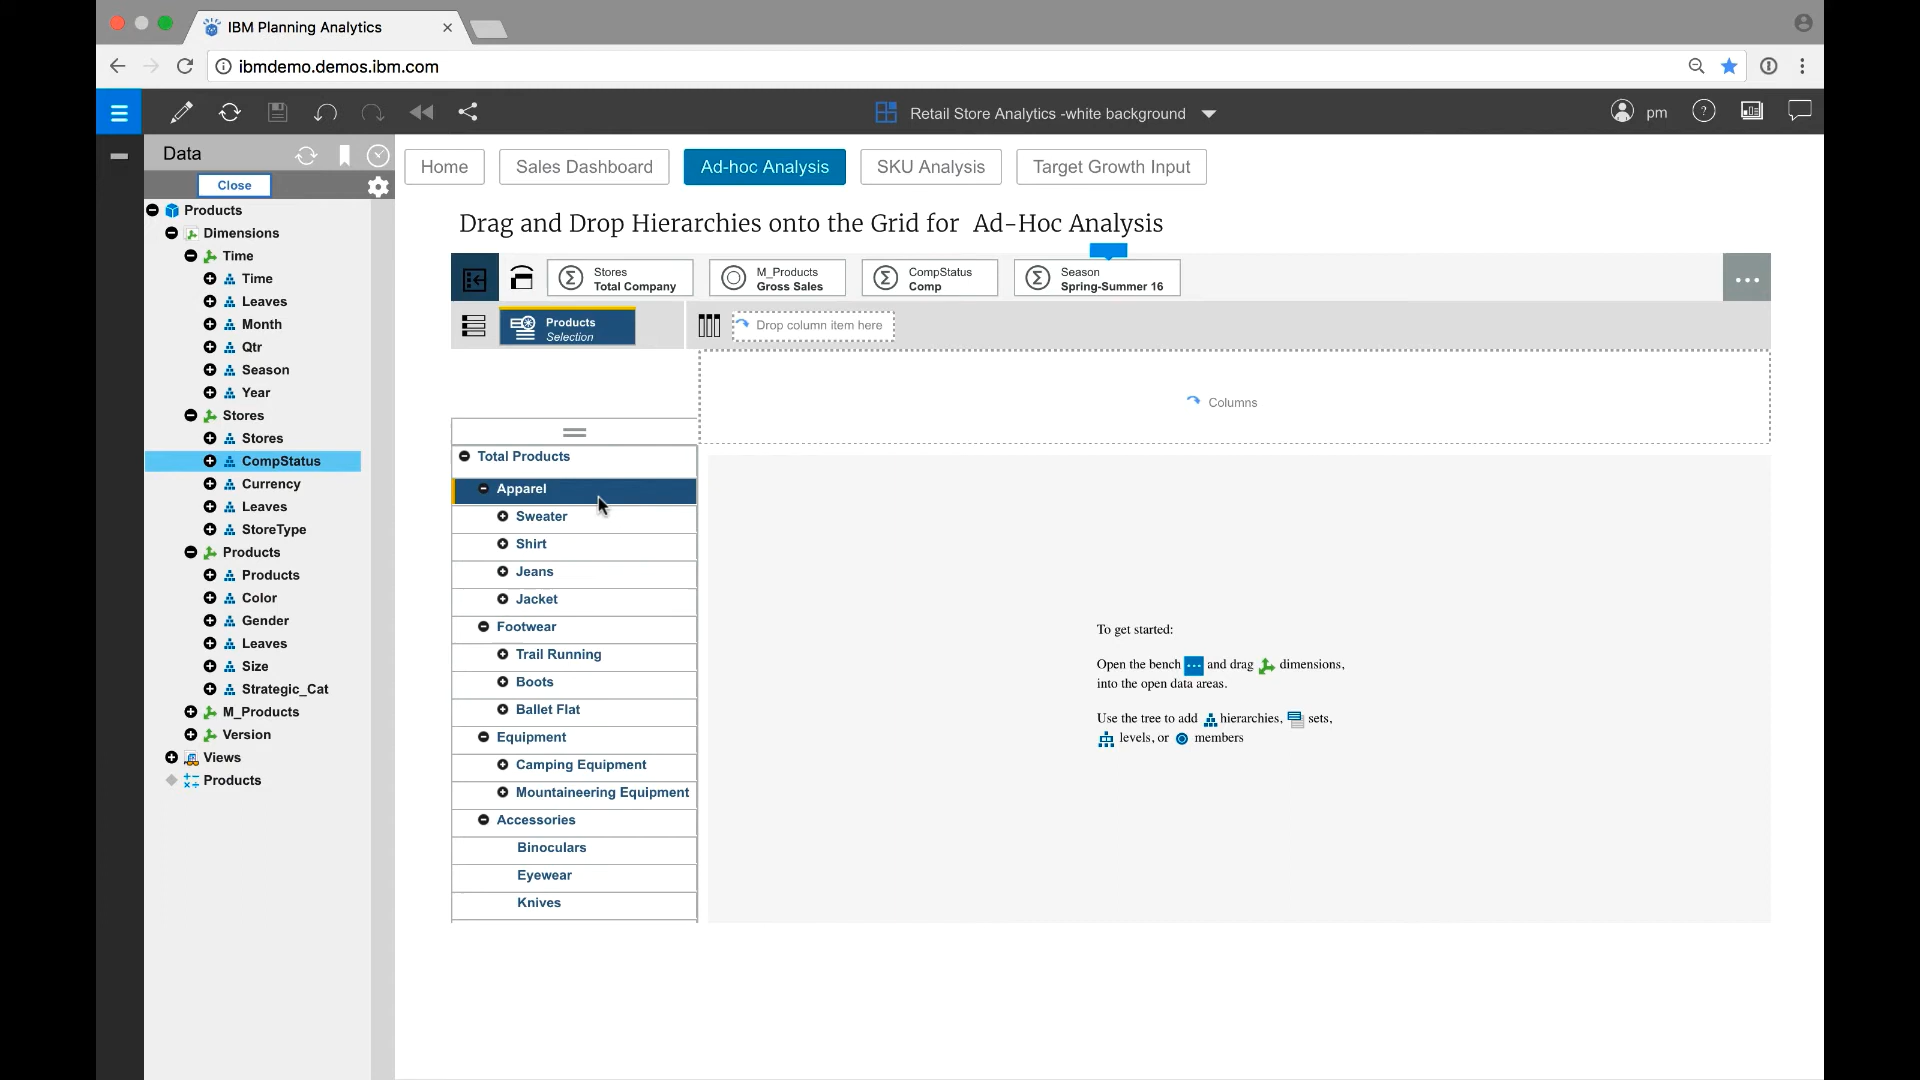 IBM Planning Analytics
ibmdemo.demos.ibm.com
Retail Store Analytics -white background
pm
Data
Close
Home
Sales Dashboard
Ad-hoc Analysis
SKU Analysis
Target Growth Input
Drag and Drop Hierarchies onto the Grid for Ad-Hoc Analysis
Stores
Total Company
M_Products
Gross Sales
CompStatus
Comp
Season
Spring-Summer 16
Products
Selection
Drop column item here
Columns
Products
Dimensions
Time
Time
Leaves
Month
Qtr
Season
Year
Stores
Stores
CompStatus
Currency
Leaves
StoreType
Products
Products
Color
Gender
Leaves
Size
Strategic_Cat
M_Products
Version
Views
Products
Total Products
Apparel
Sweater
Shirt
Jeans
Jacket
Footwear
Trail Running
Boots
Ballet Flat
Equipment
Camping Equipment
Mountaineering Equipment
Accessories
Binoculars
Eyewear
Knives
To get started:
Open the bench and drag dimensions,
into the open data areas.
Use the tree to add hierarchies, sets,
levels, or members